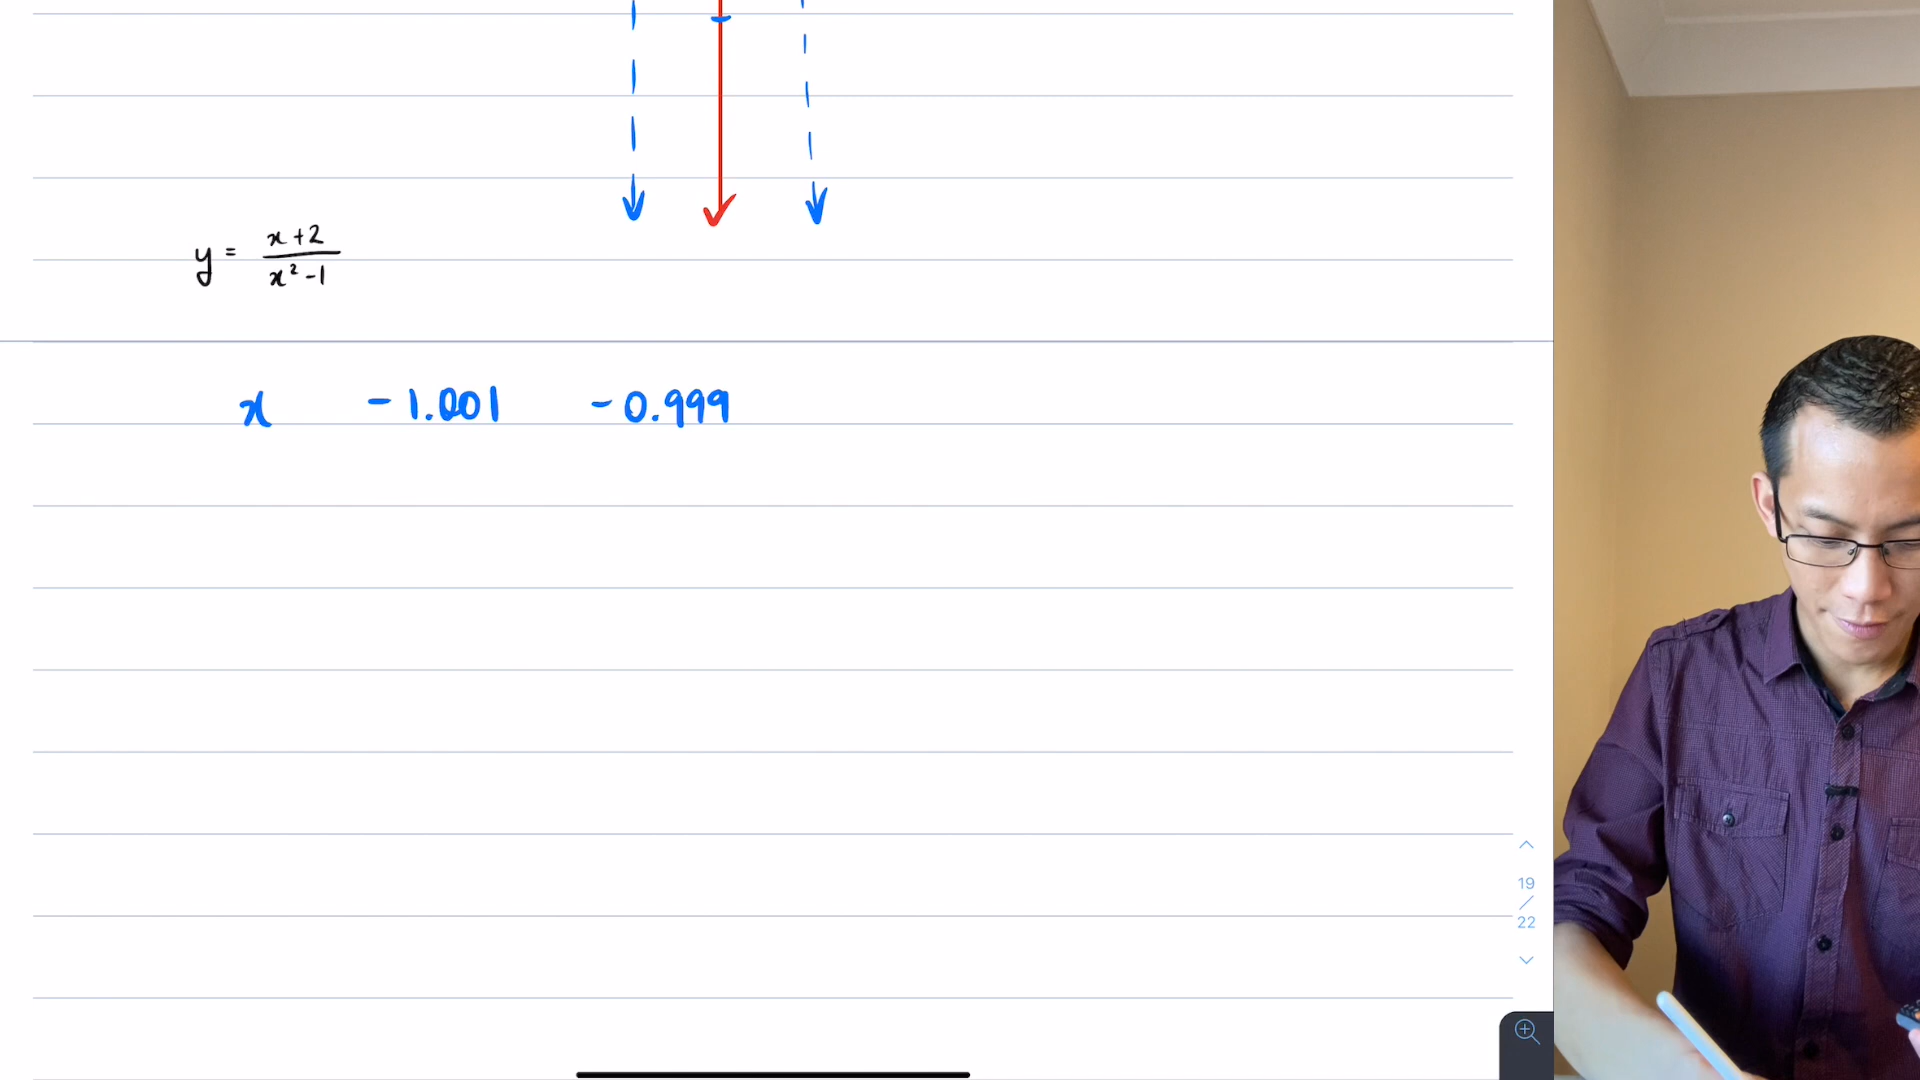 y = x+2 / x² -1
x -1.001 -0.999
19
/
22